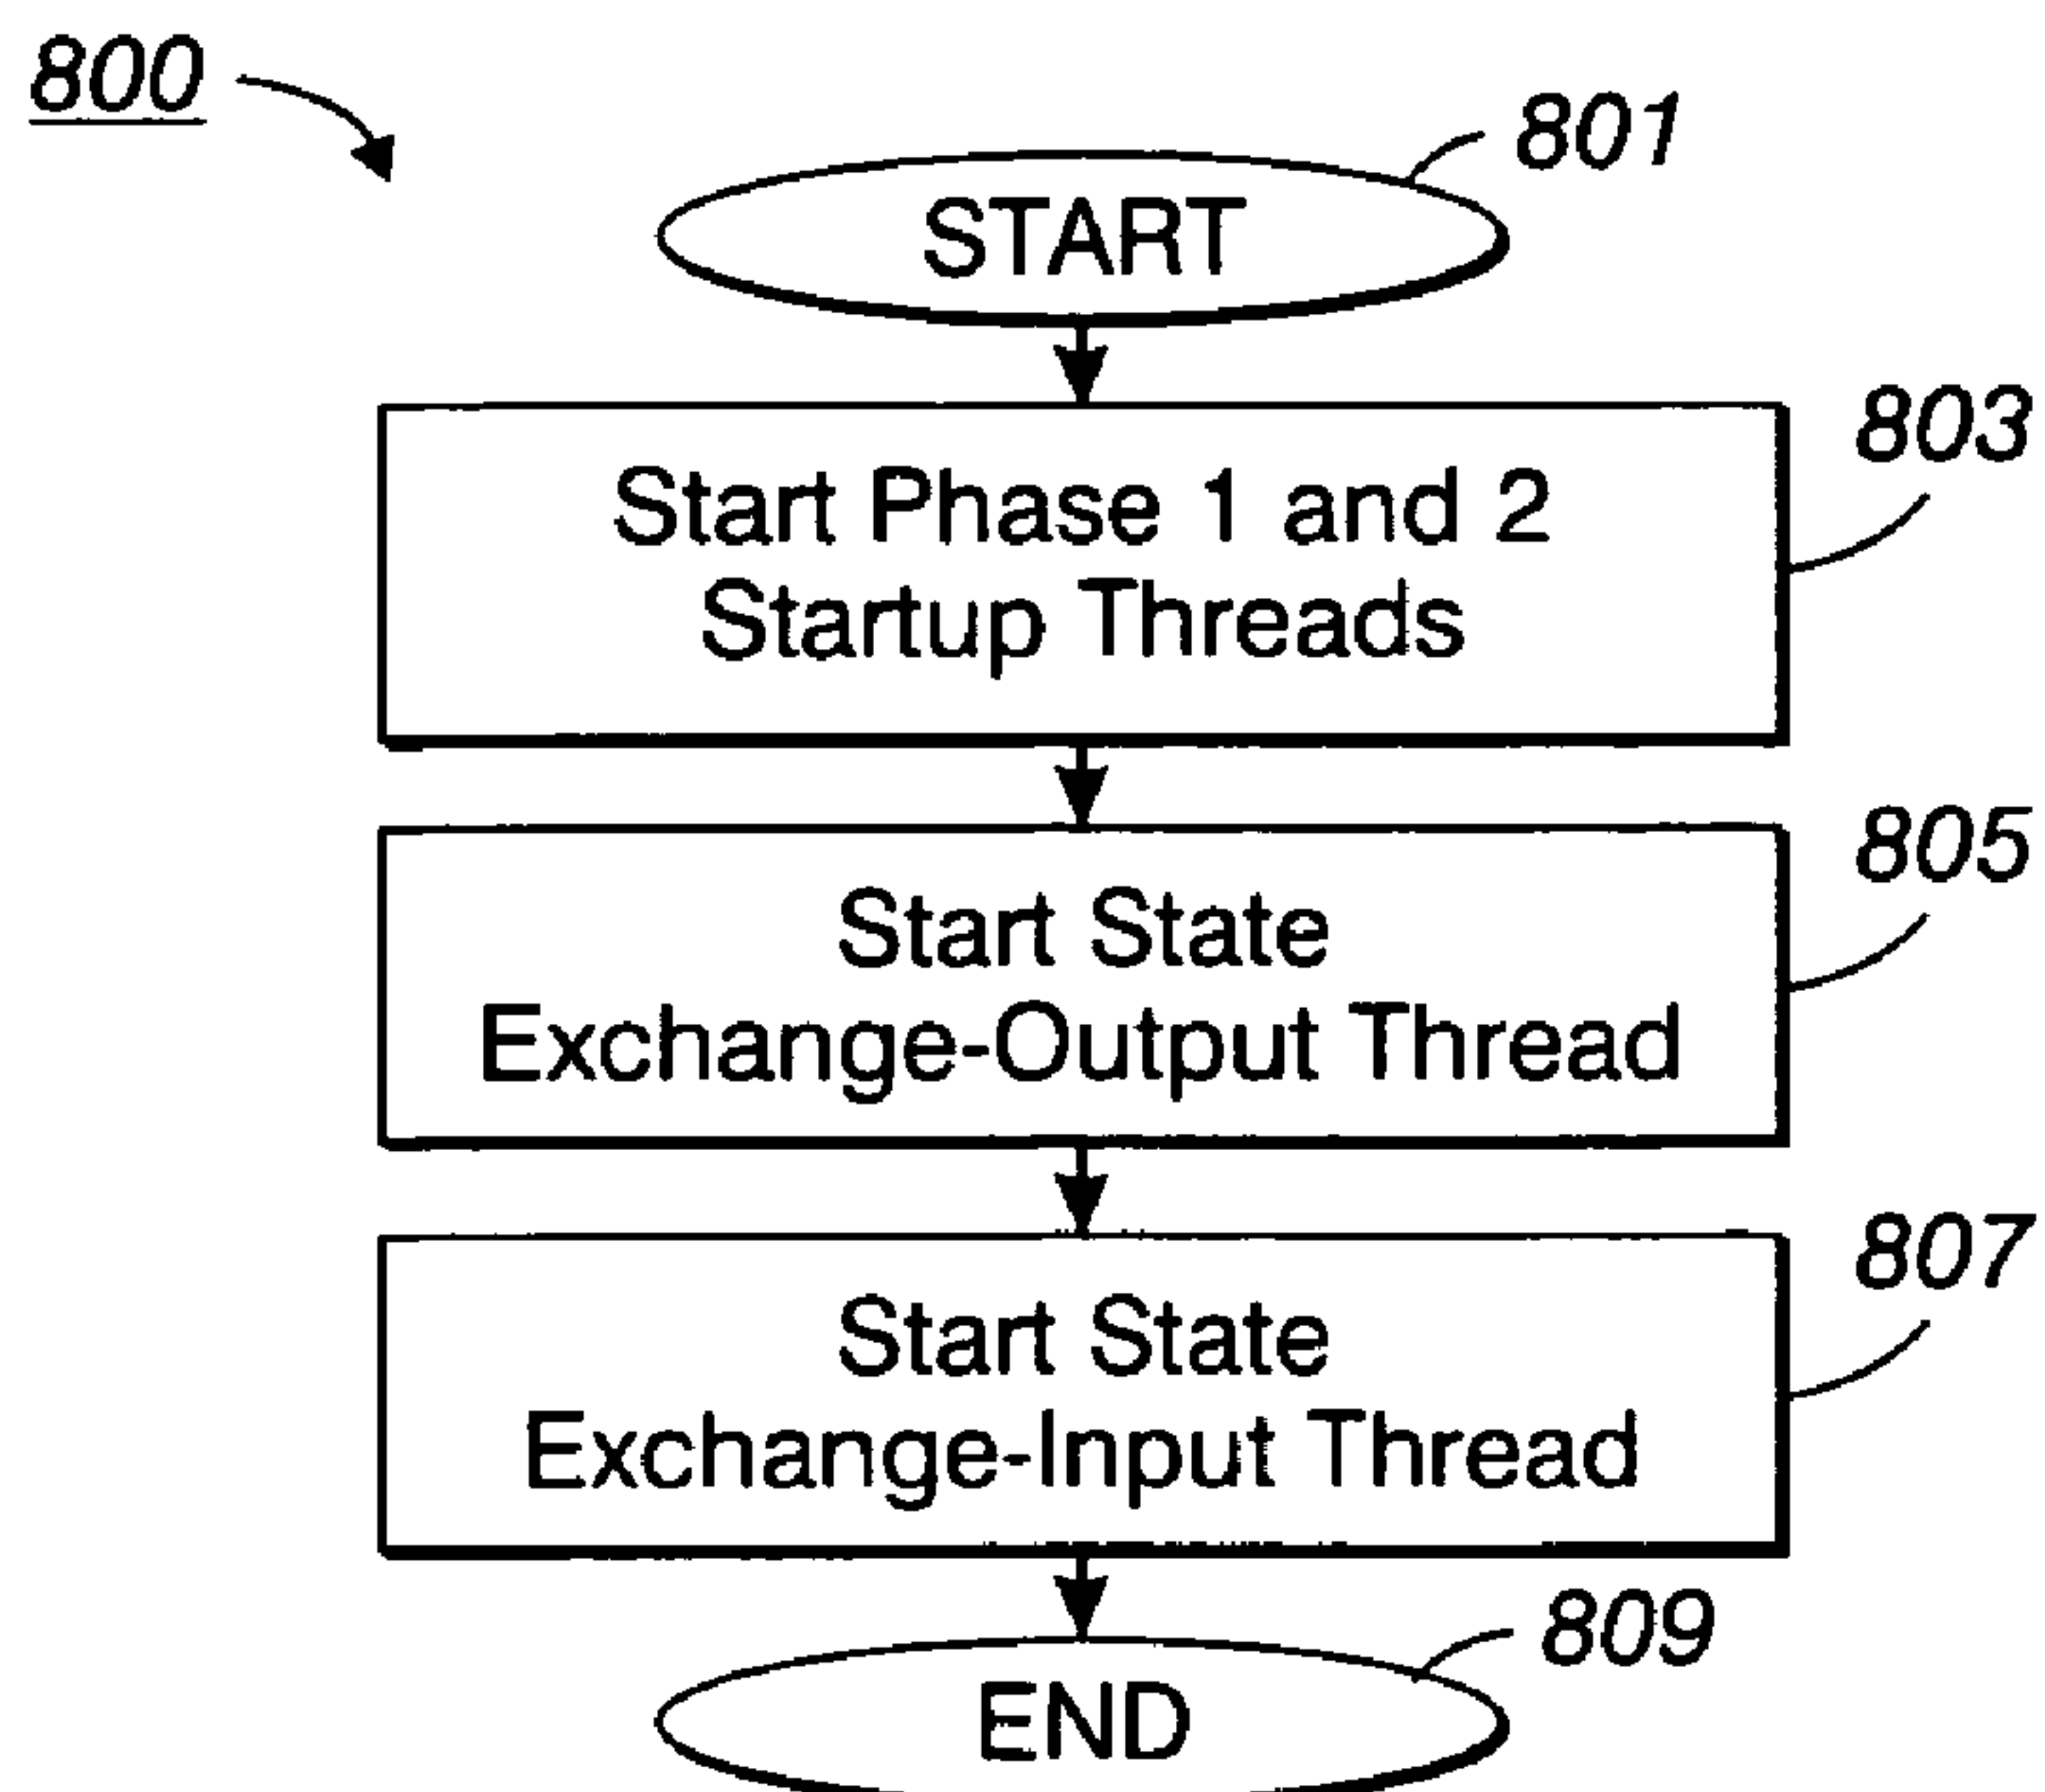 800
801
START
803
Start Phase 1 and 2
Startup Threads
805
Start State
Exchange-Output Thread
807
Start State
Exchange-Input Thread
809
END